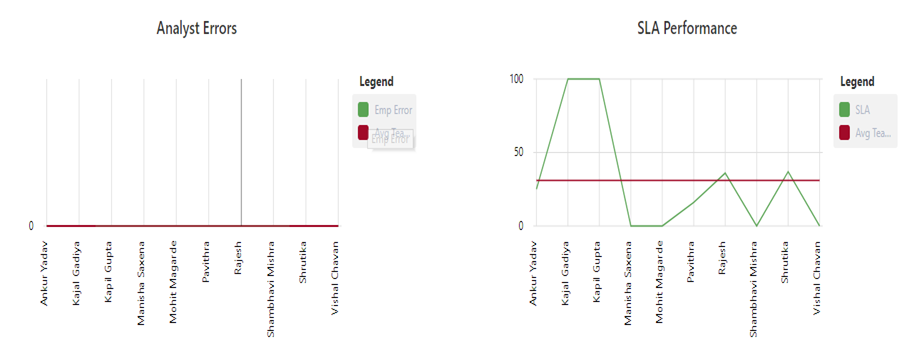 Analyst Errors
0
Ankur Yadav
Kajal Gadiya
Kapil Gupta
Manisha Saxena
Mohit Magarde
Pavithra
Rajesh
Shambhavi Mishra
Shrutika
Vishal Chavan
Legend
Emp Error
Avg Tea...
Emp Error
SLA Performance
100
50
0
Ankur Yadav
Kajal Gadiya
Kapil Gupta
Manisha Saxena
Mohit Magarde
Pavithra
Rajesh
Shambhavi Mishra
Shrutika
Vishal Chavan
Legend
SLA
Avg Tea...